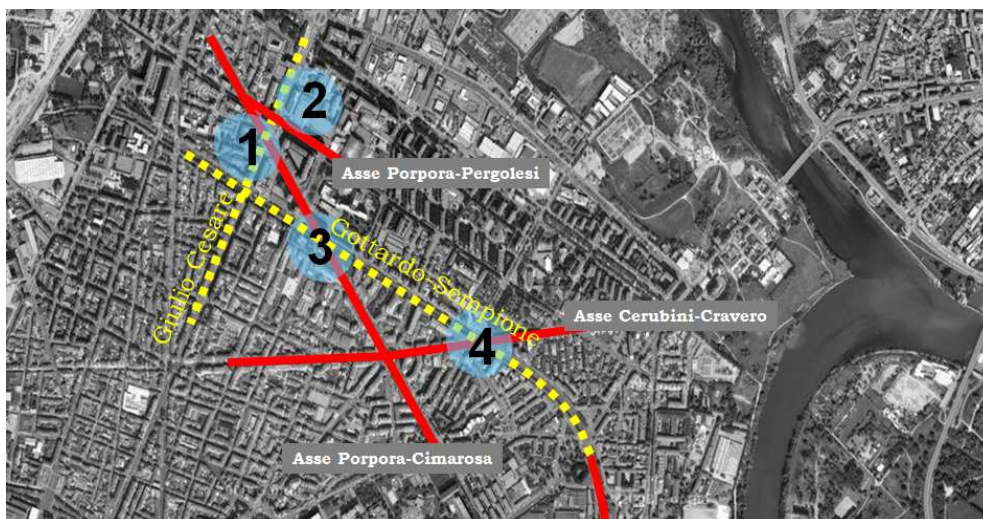 2
1
Asse Porpora-Pergolesi
Giulio Cesare
3
Gottardo-Sempione
Asse Cerubini-Cravero
4
Asse Porpora-Cimarosa